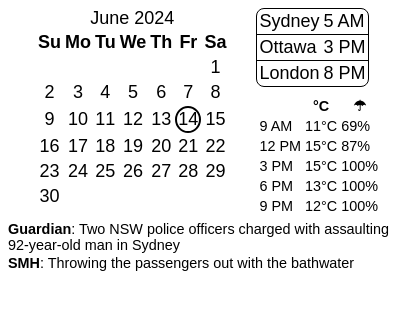 June 2024
Su Mo Tu We Th Fr Sa
1
2 3 4 5 6 7 8
9 10 11 12 13 14 15
16 17 18 19 20 21 22
23 24 25 26 27 28 29
30
Sydney 5 AM
Ottawa 3 PM
London 8 PM
°C ☂
9 AM 11°C 69%
12 PM 15°C 87%
3 PM 15°C 100%
6 PM 13°C 100%
9 PM 12°C 100%
Guardian: Two NSW police officers charged with assaulting
92-year-old man in Sydney
SMH: Throwing the passengers out with the bathwater